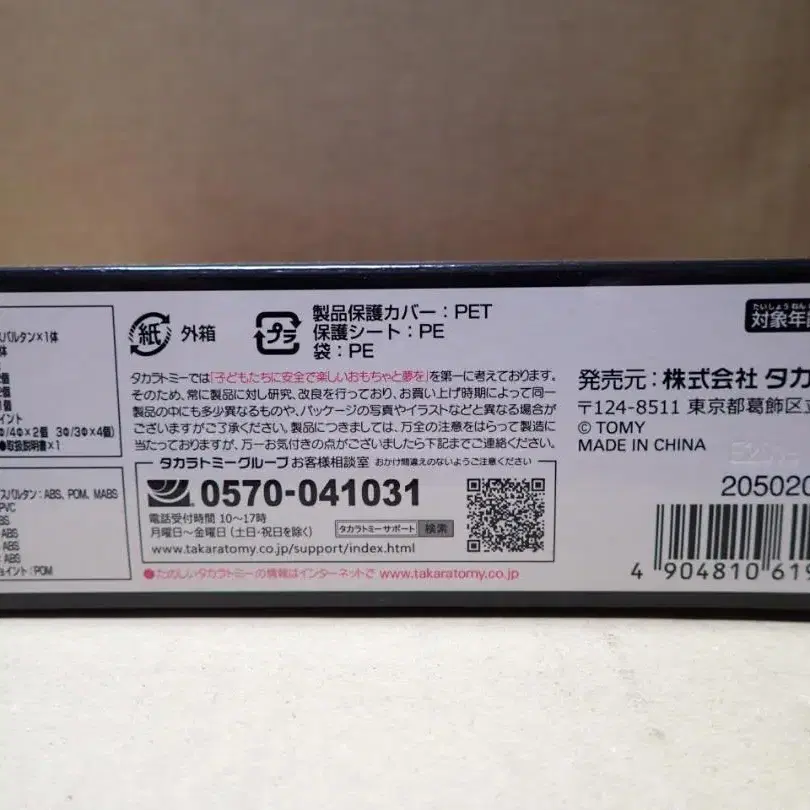 パルタン×1体
体
個
2個
1個
イント
Φ/4Φ×2個 3Φ/3Φ×4個)
●取扱説明書×1
スパルタン:ABS、POM、MABS
PVC
BS
ABS
ABS
ABS
ョイント:POM
紙 外箱
プラ
製品保護カバー:PET
保護シート:PE
袋:PE
タカラトミーでは「子どもたちに安全で楽しいおもちゃと夢を」を第一に考えております。
そのため、常に製品に対し研究、改良を行っており、お買い上げ時期によって同一
製品の中にも多少異なるものや、パッケージの写真やイラストなどと異なる場合が
ございますがご了承ください。製品につきましては、万全の注意をはらって製造に
当たっておりますが、万一お気付きの点がございましたら下記までご連絡ください。
タカラトミーグループ お客様相談室 おかけ間違えのないようご注意ください
0570-041031
電話受付時間 10〜17時
月曜日〜金曜日(土日・祝日を除く)
タカラトミーサポート 検索
www.takaratomy.co.jp/support/index.html
●たのしいタカラトミーの情報はインターネットで www.takaratomy.co.jp
たいしょうねん
対象年齢
発売元:株式会社 タカ
〒124-8511 東京都葛飾区立
© TOMY
MADE IN CHINA
205020
4 904810 619